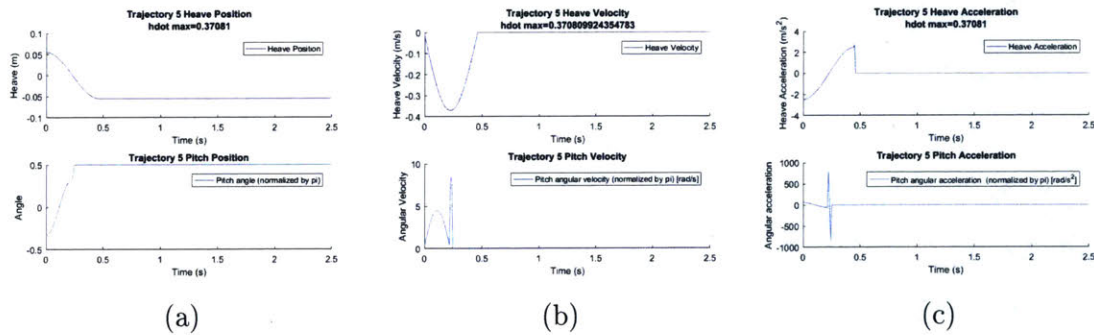 Trajectory 5 Heave Position
hdot max=0.37081
Heave (m)
0.1
0.05
0
-0.05
-0.1
Heave Position
0 0.5 1 1.5 2 2.5
Time (s)
Trajectory 5 Pitch Position
Angle
0.5
0
-0.5
Pitch angle (normalized by pi)
0 0.5 1 1.5 2 2.5
Time (s)
(a)
Trajectory 5 Heave Velocity
hdot max=0.370809924354783
Heave Velocity (m/s)
0
-0.1
-0.2
-0.3
-0.4
Heave Velocity
0 0.5 1 1.5 2 2.5
Time (s)
Trajectory 5 Pitch Velocity
Angular Velocity
10
5
0
Pitch angular velocity (normalized by pi) [rad/s]
0 0.5 1 1.5 2 2.5
Time (s)
(b)
Trajectory 5 Heave Acceleration
hdot max=0.37081
Heave Acceleration (m/s²)
4
2
0
-2
-4
Heave Acceleration
0 0.5 1 1.5 2 2.5
Time (s)
Trajectory 5 Pitch Acceleration
Angular acceleration
1000
500
0
-500
-1000
Pitch angular acceleration (normalized by pi) [rad/s²]
0 0.5 1 1.5 2 2.5
Time (s)
(c)